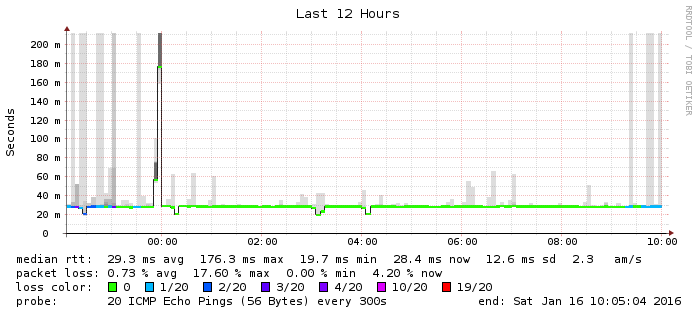 Last 12 Hours
RRDTOOL / TOBI OETIKER
Seconds
200 m
180 m
160 m
140 m
120 m
100 m
80 m
60 m
40 m
20 m
0
00:00 02:00 04:00 06:00 08:00 10:00
median rtt: 29.3 ms avg 176.3 ms max 19.7 ms min 28.4 ms now 12.6 ms sd 2.3 am/s
packet loss: 0.73 % avg 17.60 % max 0.00 % min 4.20 % now
loss color: 0 1/20 2/20 3/20 4/20 10/20 19/20
probe: 20 ICMP Echo Pings (56 Bytes) every 300s end: Sat Jan 16 10:05:04 2016